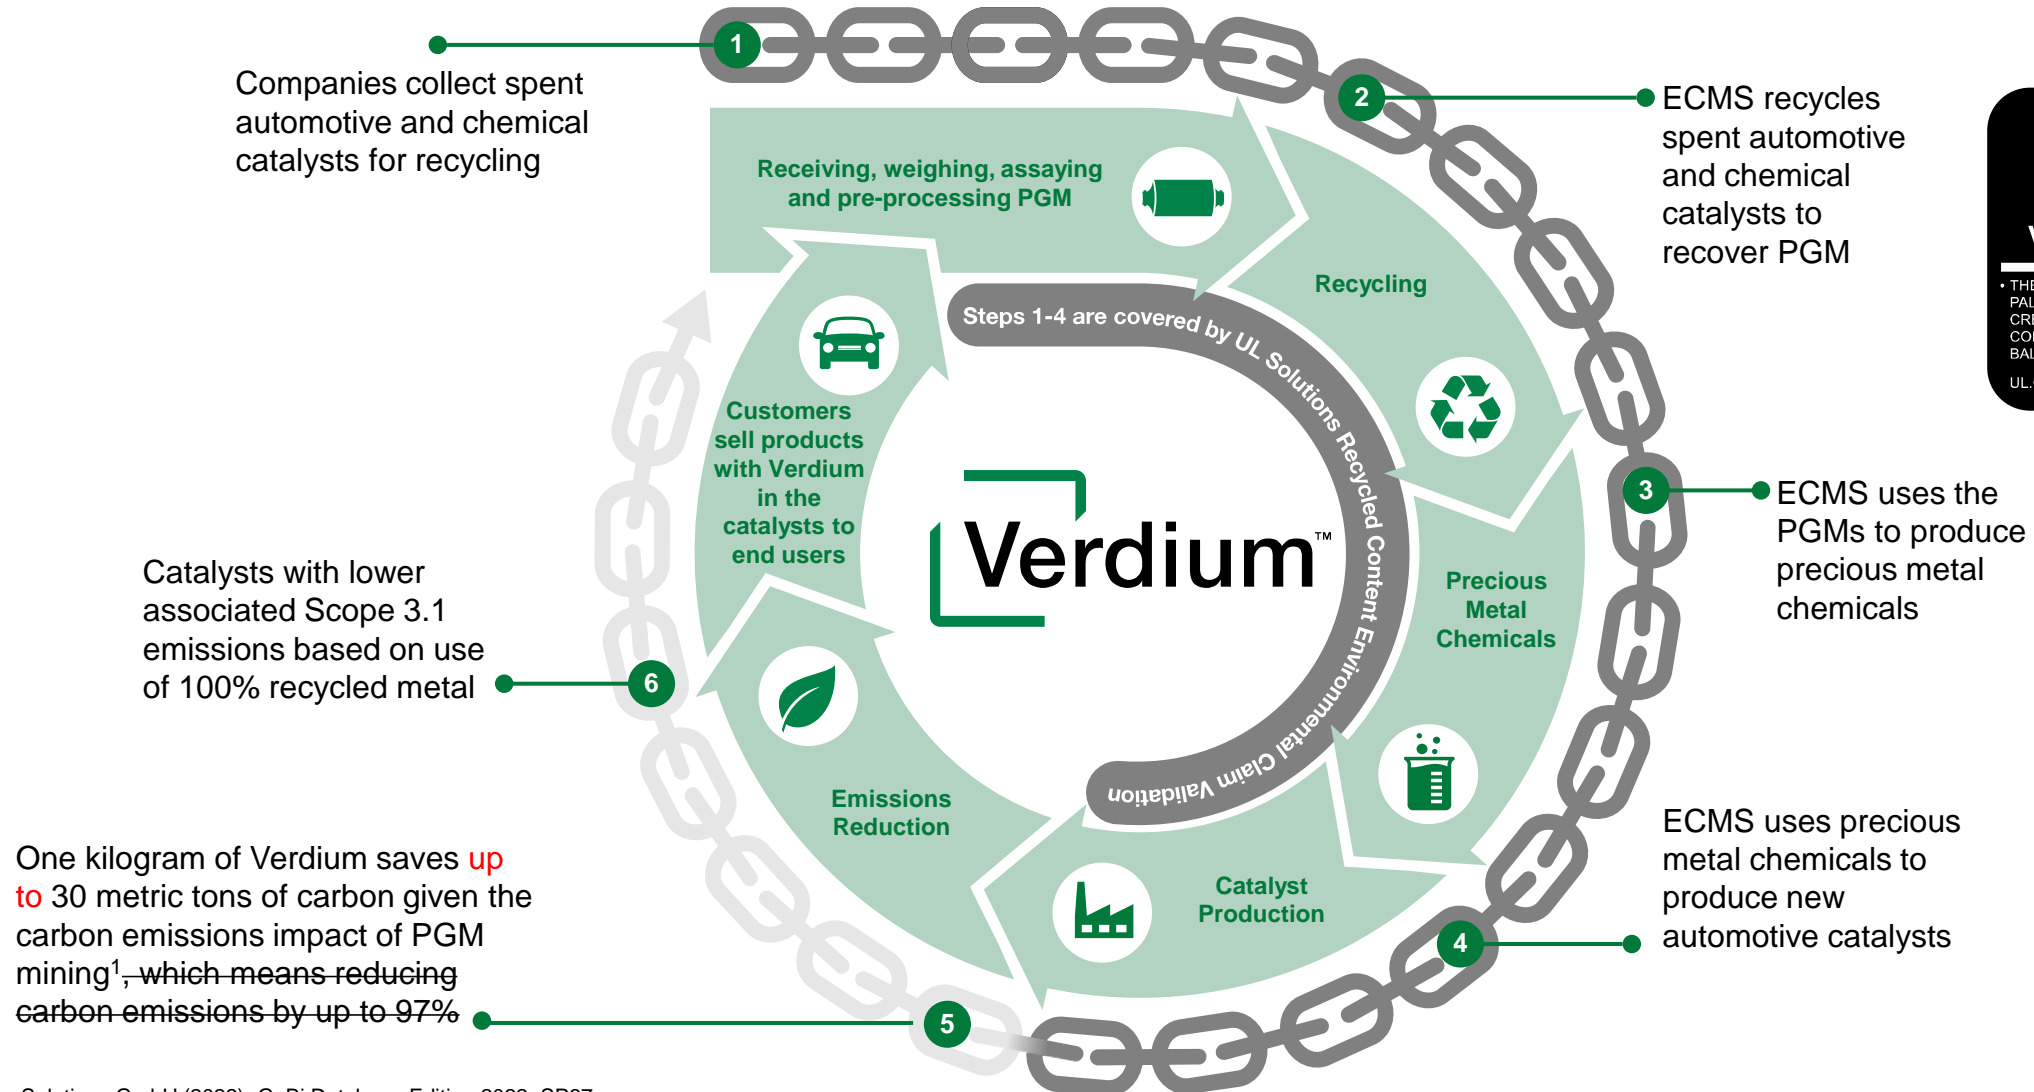 1
Companies collect spent
automotive and chemical
catalysts for recycling
2
ECMS recycles
spent automotive
and chemical
catalysts to
recover PGM
Receiving, weighing, assaying
and pre-processing PGM
Recycling
Steps 1-4 are covered by UL Solutions Recycled Content Environmental Claim Validation
Customers
sell products
with Verdium
in the
catalysts to
end users
Verdium™
3
ECMS uses the
PGMs to produce
precious metal
chemicals
Precious
Metal
Chemicals
Catalysts with lower
associated Scope 3.1
emissions based on use
of 100% recycled metal
6
Emissions
Reduction
Catalyst
Production
4
ECMS uses precious
metal chemicals to
produce new
automotive catalysts
One kilogram of Verdium saves up
to 30 metric tons of carbon given the
carbon emissions impact of PGM
mining1, which means reducing
carbon emissions by up to 97%
5
• THE
UL.